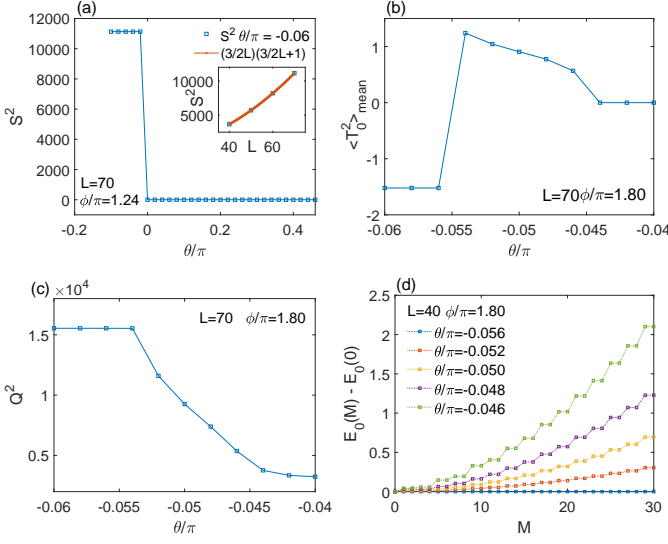 (a)
12000
10000
8000
6000
4000
2000
0
S²
S² θ/π = -0.06
(3/2L)(3/2L+1)
S²
8000
5000
40 60
L
L=70
ϕ/π=1.24
-0.2 0 0.2 0.4
θ/π
(b)
1
0
-1
-2
<T₀²>mean
L=70 ϕ/π=1.80
-0.06 -0.055 -0.05 -0.045 -0.04
θ/π
(c)
×10⁴
1.5
1
0.5
Q²
L=70 ϕ/π=1.80
-0.06 -0.055 -0.05 -0.045 -0.04
θ/π
(d)
2.5
2
1.5
1
0.5
0
E₀(M) - E₀(0)
L=40 ϕ/π=1.80
θ/π=-0.056
θ/π=-0.052
θ/π=-0.050
θ/π=-0.048
θ/π=-0.046
0 10 20 30
M